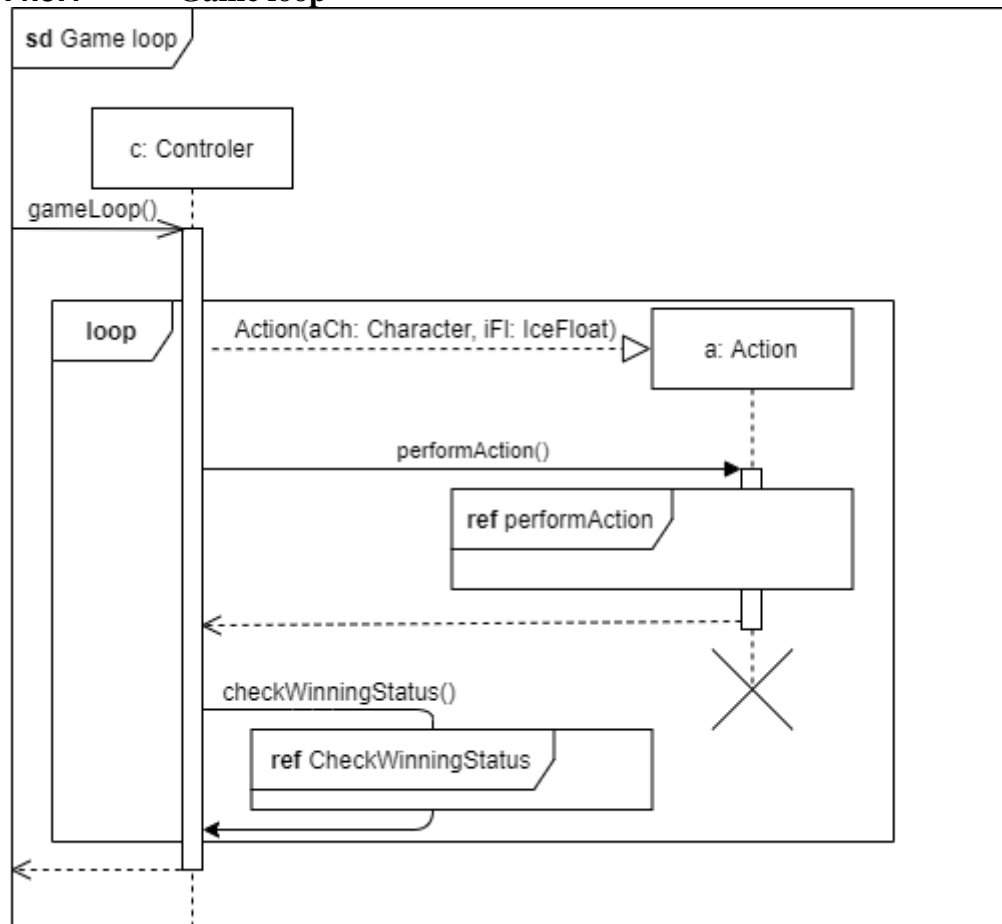 Game loop
sd Game loop
c: Controler
gameLoop()
loop
Action(aCh: Character, iFl: IceFloat)
a: Action
performAction()
ref performAction
checkWinningStatus()
ref CheckWinningStatus